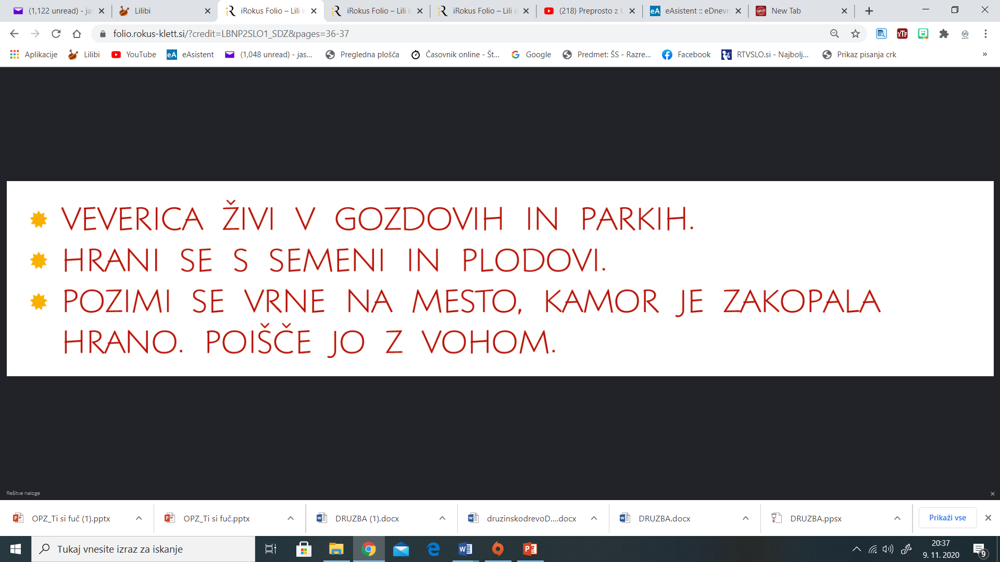 (1,122 unread) - ja
Lilibi
iRokus Folio – Lili i
iRokus Folio – Lili i
iRokus Folio – Lili i
(218) Preprosto z
eAsistent :: eDnevn
New Tab
folio.rokus-klett.si/?credit=LBNP2SLO1_SDZ&pages=36-37
Aplikacije
Lilibi
YouTube
eAsistent
(1,048 unread) - jas...
Pregledna plošča
Časovnik online - Št...
Google
Predmet: ŠS - Razre...
Facebook
RTVSLO.si - Najbolj...
Prikaz pisanja crk
»
VEVERICA ŽIVI V GOZDOVIH IN PARKIH.
HRANI SE S SEMENI IN PLODOVI.
POZIMI SE VRNE NA MESTO, KAMOR JE ZAKOPALA
HRANO. POIŠČE JO Z VOHOM.
Rešitve naloge
OPZ_Ti si fuč (1).pptx
OPZ_Ti si fuč.pptx
DRUZBA (1).docx
druzinskodrevoD....docx
DRUZBA.docx
DRUZBA.ppsx
Prikaži vse
Tukaj vnesite izraz za iskanje
20:37
9. 11. 2020
9